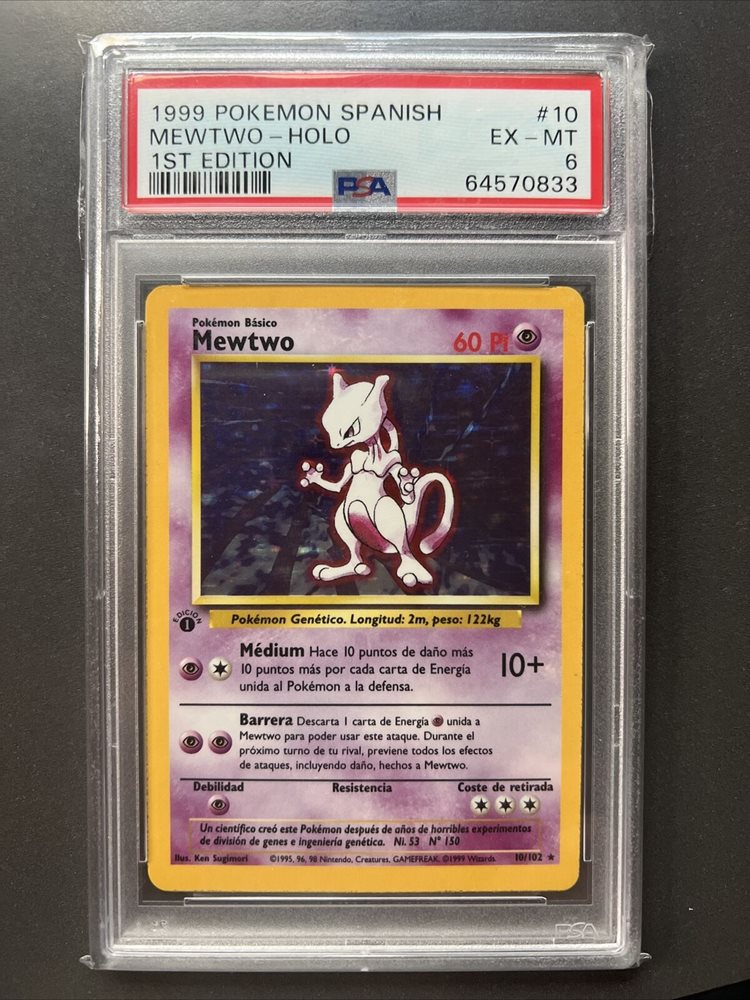 1999 POKEMON SPANISH #10
MEWTWO-HOLO EX-MT
1ST EDITION 6
PSA 64570833
Pokémon Básico
Mewtwo 60 PI
EDICION
1
Pokémon Genético. Longitud: 2m, peso: 122kg
Médium Hace 10 puntos de daño más
10 puntos más por cada carta de Energía
unida al Pokémon a la defensa.
10+
Barrera Descarta 1 carta de Energía unida a
Mewtwo para poder usar este ataque. Durante el
próximo turno de tu rival, previene todos los efectos
de ataques, incluyendo daño, hechos a Mewtwo.
Debilidad Resistencia Coste de retirada
Un científico creó este Pokémon después de años de horribles experimentos
de división de genes e ingeniería genética. NI. 53 N° 150
Ilus. Ken Sugimori ©1995, 96, 98 Nintendo, Creatures, GAMEFREAK. ©1999 Wizards. 10/102 ★
PSA